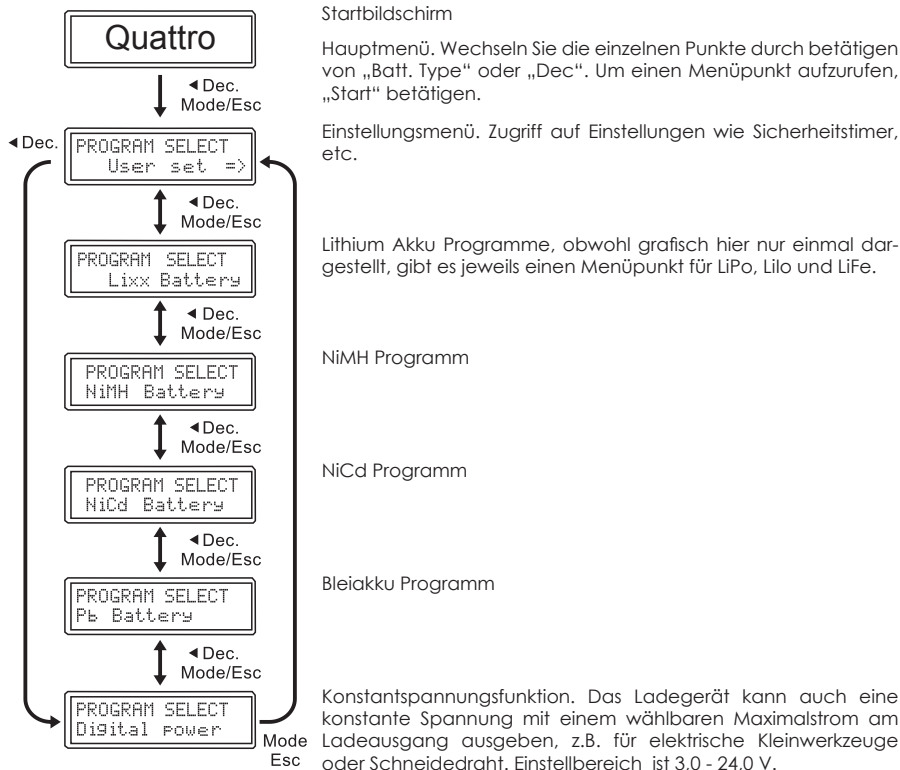 Quattro
Startbildschirm
Hauptmenü. Wechseln Sie die einzelnen Punkte durch betätigen
von „Batt. Type“ oder „Dec“. Um einen Menüpunkt aufzurufen,
„Start“ betätigen.
◄Dec.
Mode/Esc
◄Dec.
PROGRAM SELECT
User set =>
Einstellungsmenü. Zugriff auf Einstellungen wie Sicherheitstimer,
etc.
◄Dec.
Mode/Esc
PROGRAM SELECT
Lixx Battery
Lithium Akku Programme, obwohl grafisch hier nur einmal dar-
gestellt, gibt es jeweils einen Menüpunkt für LiPo, LiIo und LiFe.
◄ Dec.
Mode/Esc
PROGRAM SELECT
NiMH Battery
NiMH Programm
◄Dec.
Mode/Esc
PROGRAM SELECT
NiCd Battery
NiCd Programm
◄Dec.
Mode/Esc
PROGRAM SELECT
Pb Battery
Bleiakku Programm
◄Dec.
Mode/Esc
PROGRAM SELECT
Digital power
Mode
Esc
Konstantspannungsfunktion. Das Ladegerät kann auch eine
konstante Spannung mit einem wählbaren Maximalstrom am
Ladeausgang ausgeben, z.B. für elektrische Kleinwerkzeuge
oder Schneidedraht. Einstellbereich ist 3,0 - 24,0 V.